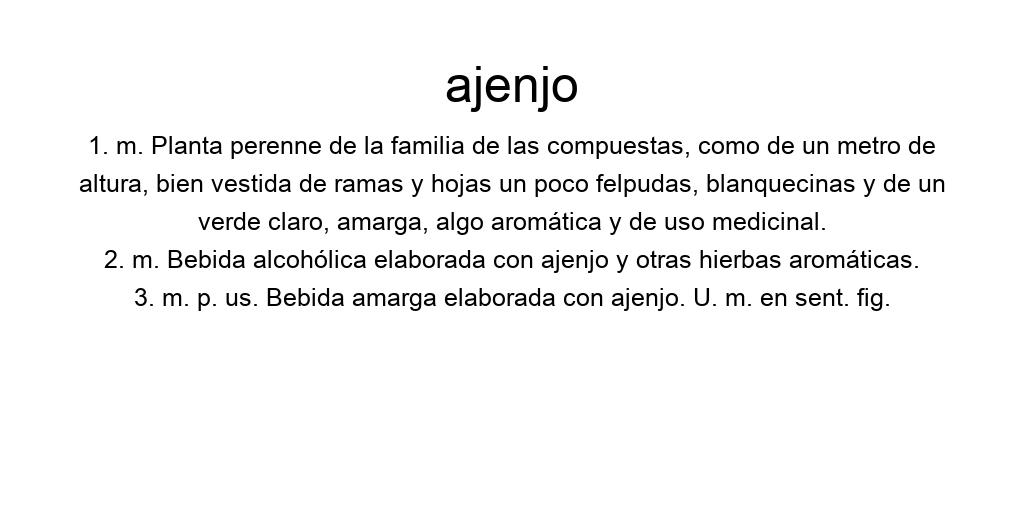 ajenjo
1. m. Planta perenne de la familia de las compuestas, como de un metro de
altura, bien vestida de ramas y hojas un poco felpudas, blanquecinas y de un
verde claro, amarga, algo aromática y de uso medicinal.
2. m. Bebida alcohólica elaborada con ajenjo y otras hierbas aromáticas.
3. m. p. us. Bebida amarga elaborada con ajenjo. U. m. en sent. fig.